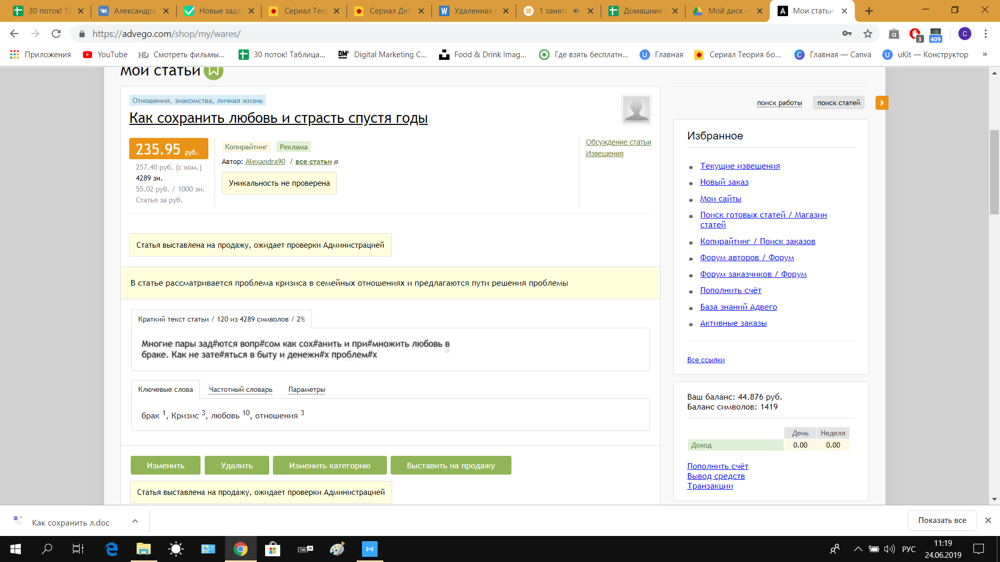 30 поток! Та
Александра
Новые зада
Сериал Тео
Сериал Дет
Удаленная р
1 заняти
Домашние
Мой диск –
Мои статьи
https://advego.com/shop/my/wares/
3
409
C
Приложения
YouTube
HD Смотреть фильмы...
30 поток! Таблица...
DMC Digital Marketing C...
Food & Drink Imag...
Где взять бесплатн...
Главная
Сериал Теория бо...
Главная — Canva
uKit — Конструктор
»
Мои статьи
Отношения, знакомства, личная жизнь
Как сохранить любовь и страсть спустя годы
235.95 руб.
257.40 руб. (с ком.)
4289 зн.
55.02 руб. / 1000 зн.
Статья за руб.
Копирайтинг Реклама
Автор: Alexandra90 / все статьи
Уникальность не проверена
Обсуждение статьи
Извещения
Статья выставлена на продажу, ожидает проверки Администрацией
В статье рассматривается проблема кризиса в семейных отношениях и предлагаются пути решения проблемы
Краткий текст статьи / 120 из 4289 символов / 2%
Многие пары зад#ются вопр#сом как сох#анить и при#множить любовь в
браке. Как не зате#яться в быту и денежн#х проблем#х
Ключевые слова Частотный словарь Параметры
брак 1, Кризис 3, любовь 10, отношения 3
Изменить Удалить Изменить категорию Выставить на продажу
Статья выставлена на продажу, ожидает проверки Администрацией
поиск работы поиск статей
Избранное
Текущие извещения
Новый заказ
Мои сайты
Поиск готовых статей / Магазин
статей
Копирайтинг / Поиск заказов
Форум авторов / Форум
Форум заказчиков / Форум
Пополнить счёт
База знаний Адвего
Активные заказы
Все ссылки
Ваш баланс: 44.876 руб.
Баланс символов: 1419
День Неделя
Доход 0.00 0.00
Пополнить счёт
Вывод средств
Транзакции
Как сохранить л.doc
Показать все
TUNE IN
РУС
11:19
24.06.2019